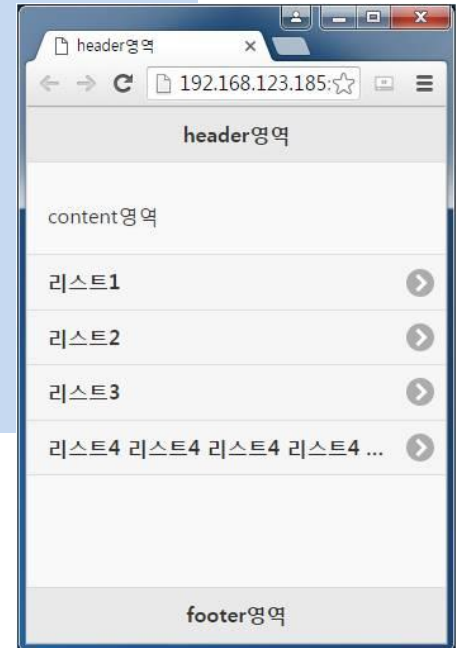 header영역
192.168.123.185:
header영역
content영역
리스트1
리스트2
리스트3
리스트4 리스트4 리스트4 리스트4 ...
footer영역